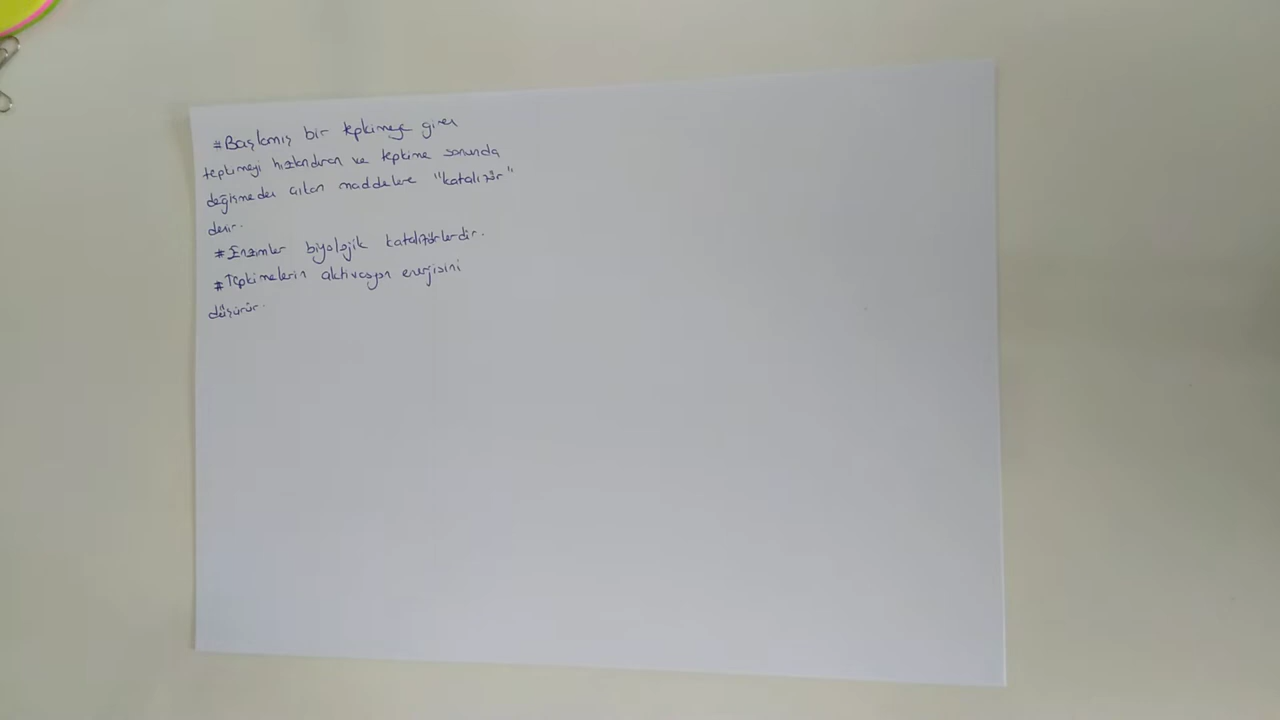 #Başlamış bir tepkimeye giren
tepkimeyi hızlandıran ve tepkime sonunda
değişmeden çıkan maddelere "katalizör"
denir.
#Enzimler biyolojik katalizörlerdir.
#Tepkimelerin aktivasyon enerjisini
düşürür.